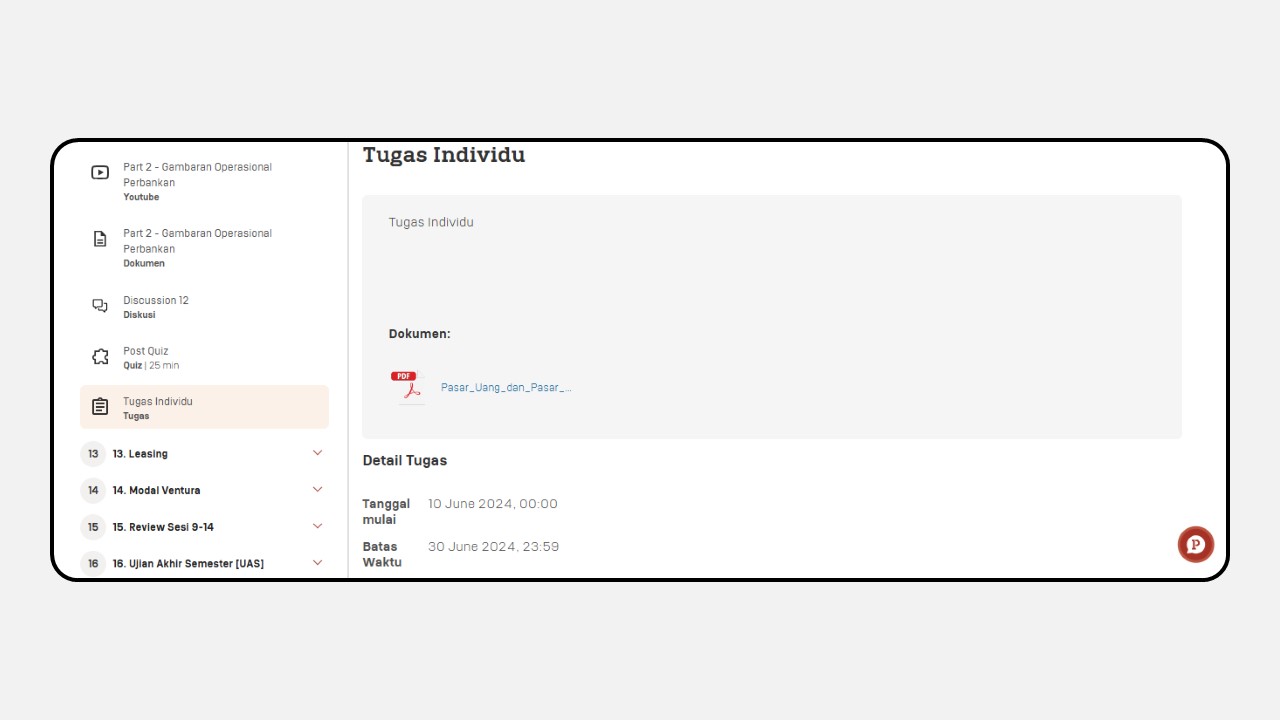 Part 2 - Gambaran Operasional
Perbankan
Youtube
Part 2 - Gambaran Operasional
Perbankan
Dokumen
Discussion 12
Diskusi
Post Quiz
Quiz | 25 min
Tugas Individu
Tugas
13 13. Leasing
14 14. Modal Ventura
15 15. Review Sesi 9-14
16 16. Ujian Akhir Semester [UAS]
Tugas Individu
Tugas Individu
Dokumen:
PDF
Pasar_Uang_dan_Pasar_...
Detail Tugas
Tanggal mulai 10 June 2024, 00:00
Batas Waktu 30 June 2024, 23:59
P